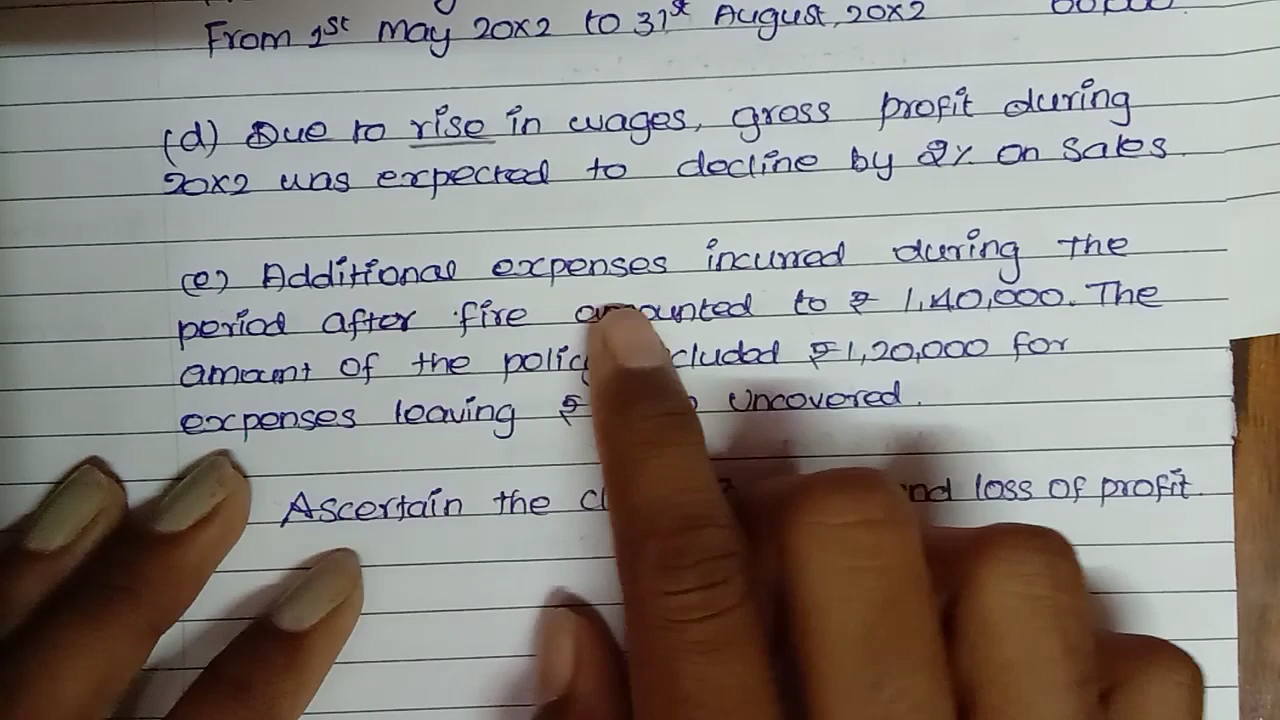 From 1st May 20x2 to 31st August, 20x2
(d) Due to rise in wages, gross profit during
20x2 was expected to decline by 2% on sales.
(e) Additional expenses incurred during the
period after fire amounted to ₹ 1,40,000. The
amount of the policy included ₹1,20,000 for
expenses leaving ₹ uncovered.
Ascertain the and loss of profit.